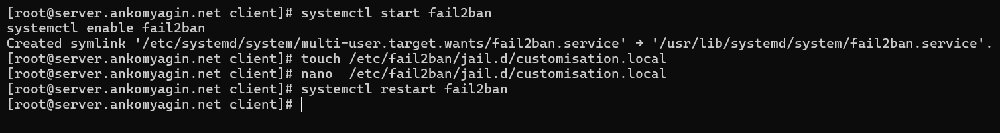 [root@server.ankomyagin.net client]# systemctl start fail2ban
systemctl enable fail2ban
Created symlink '/etc/systemd/system/multi-user.target.wants/fail2ban.service' → '/usr/lib/systemd/system/fail2ban.service'.
[root@server.ankomyagin.net client]# touch /etc/fail2ban/jail.d/customisation.local
[root@server.ankomyagin.net client]# nano  /etc/fail2ban/jail.d/customisation.local
[root@server.ankomyagin.net client]# systemctl restart fail2ban
[root@server.ankomyagin.net client]#